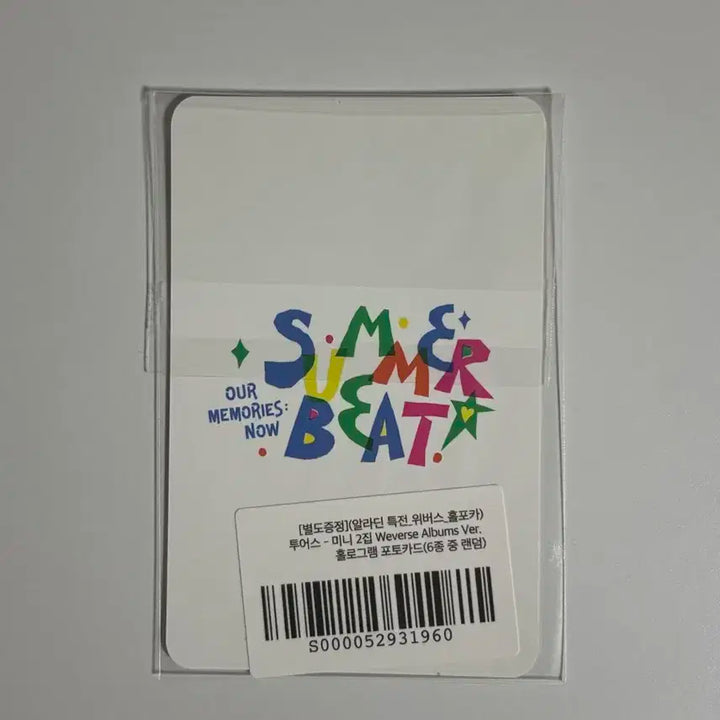 SUMMER
BEAT!
OUR
MEMORIES:
NOW
[별도증정](알라딘 특전_위버스_홀포카)
투어스 - 미니 2집 Weverse Albums Ver.
홀로그램 포토카드(6종 중 랜덤)
S000052931960